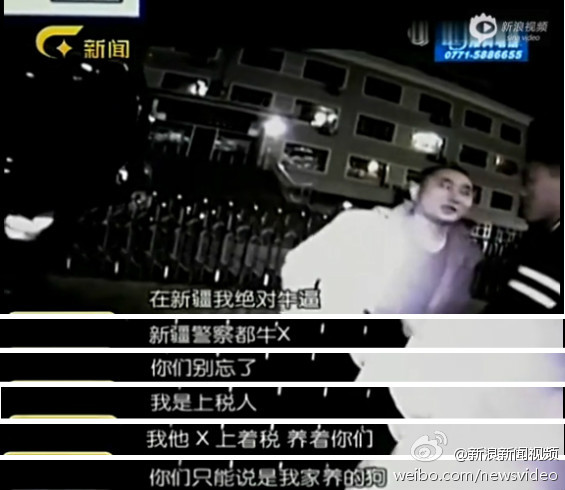 新浪视频
sina video
新闻
0771-5886655
在新疆我绝对牛逼
新疆警察都牛X
你们别忘了
我是上税人
我他 X 上着税 养着你们
你们只能说是我家养的狗
@新浪新闻视频
weibo.com/newsvideo